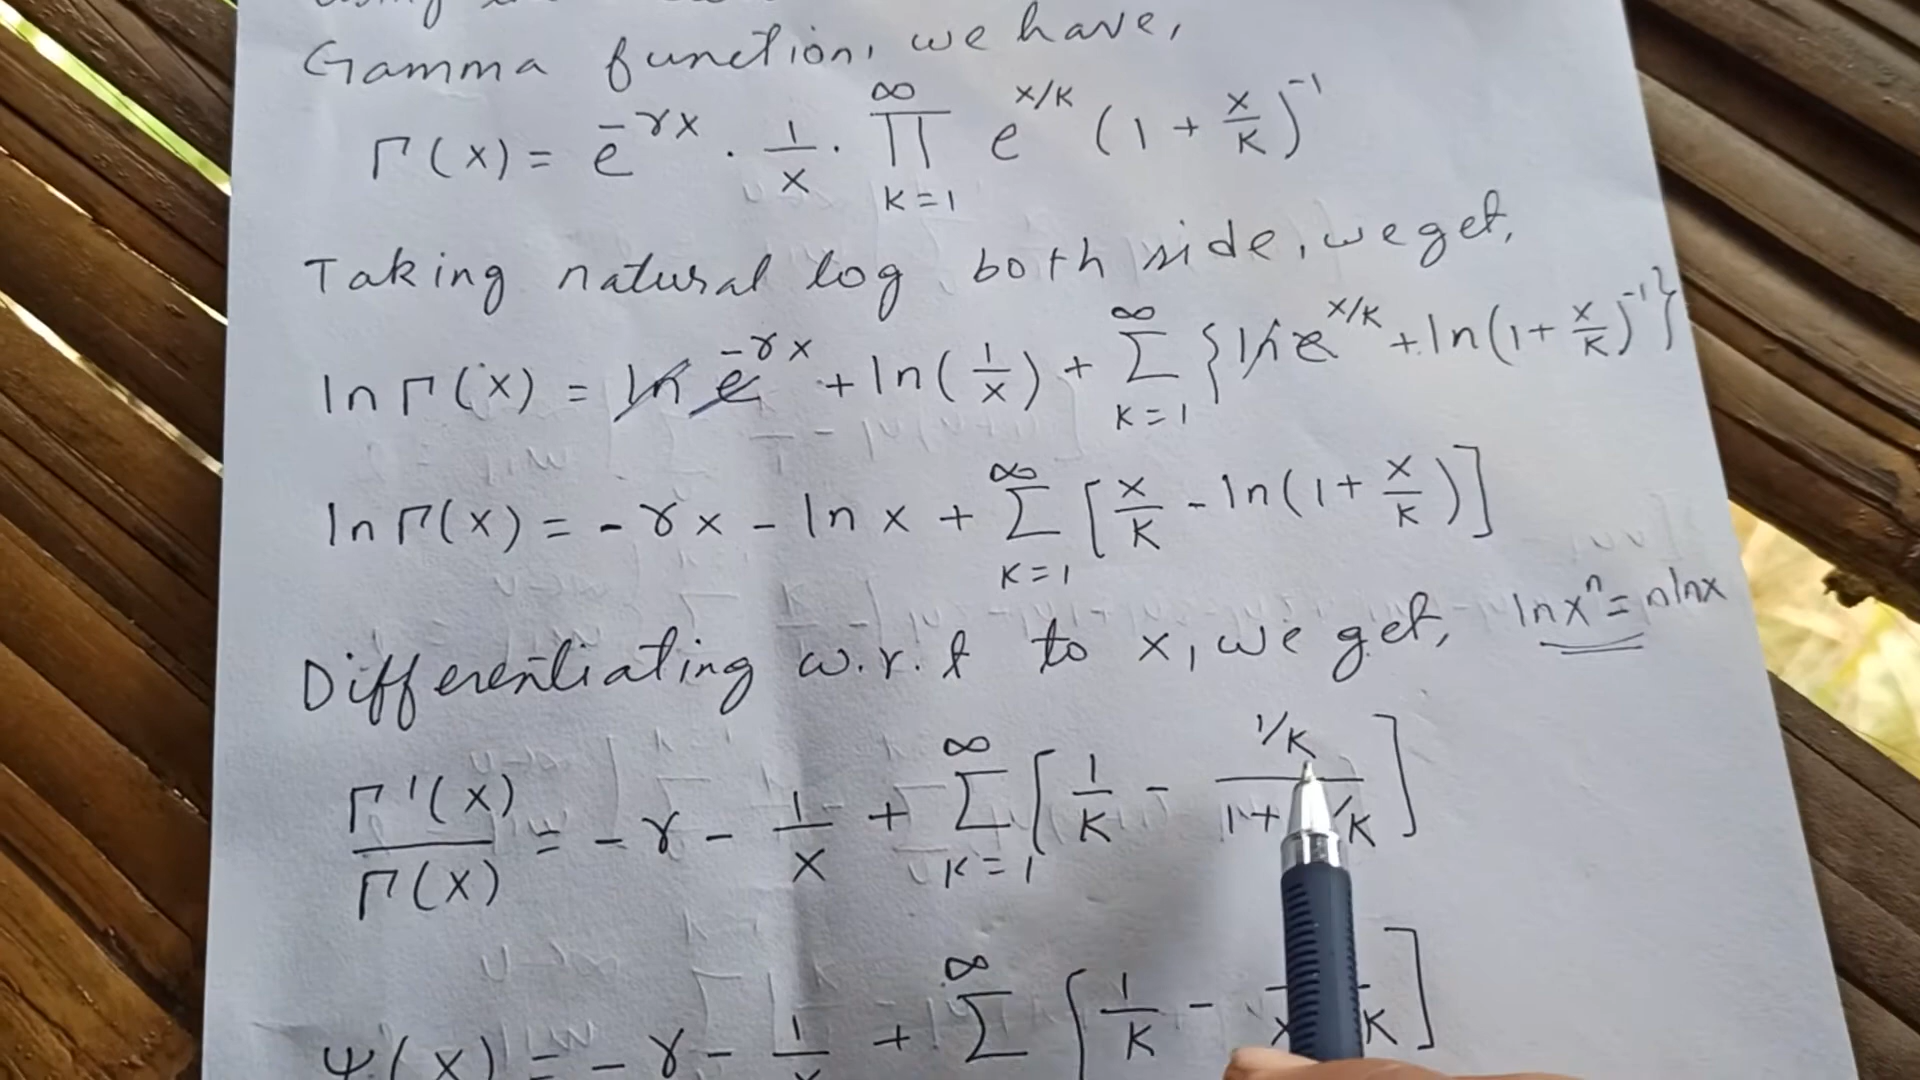 Gamma function, we have,
Γ(x) = e^-γx . 1/x . ∞∏k=1 e^x/k (1 + x/k)^-1
Taking natural log both side, we get,
ln Γ(x) = ln e^-γx + ln(1/x) + ∞∑k=1 {ln e^x/k + ln(1 + x/k)^-1}
ln Γ(x) = - γx - ln x + ∞∑k=1 [x/k - ln(1 + x/k)]
Differentiating w.r.t to x, we get, ln x^n = n ln x
Γ'(x)/Γ(x) = - γ - 1/x + ∞∑k=1 [1/k - (1/k)/(1+ /k)]
Ψ(x) = - γ - 1/x + ∞∑ [1/k - k]